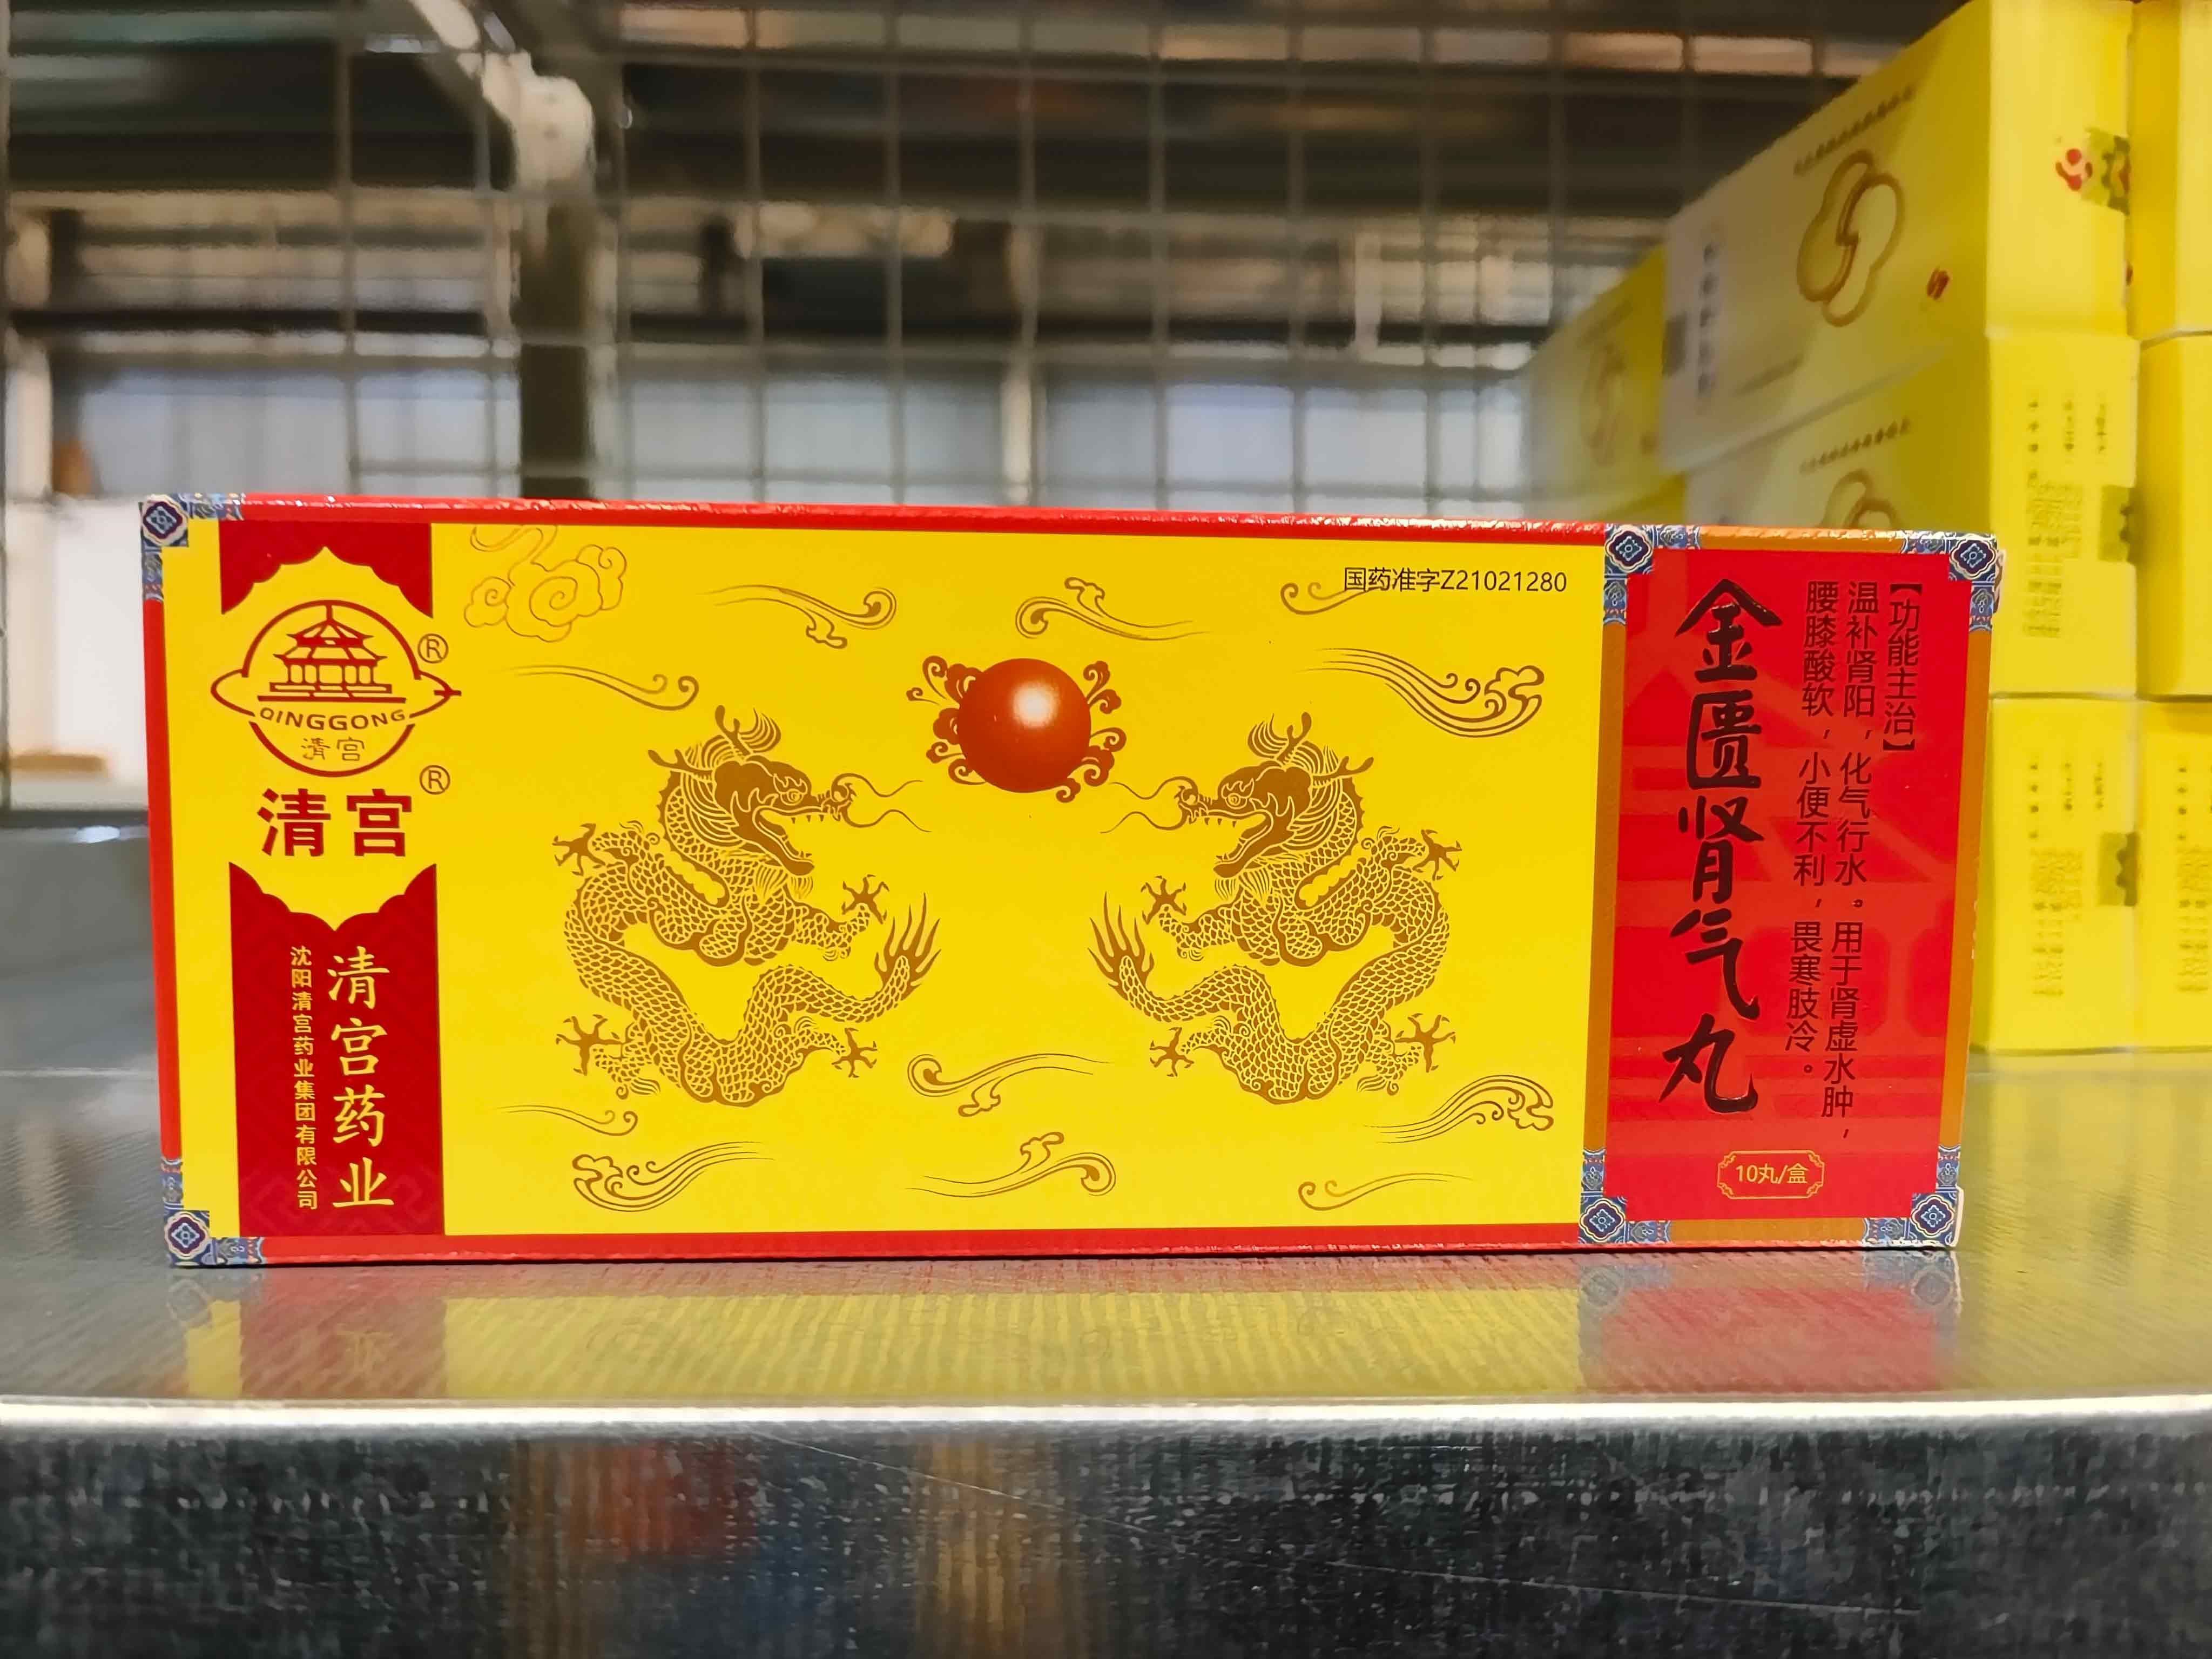 QINGGONG
清宫
®
清宫
®
清宫药业
沈阳清宫药业集团有限公司
国药准字Z21021280
【功能主治】
温补肾阳，化气行水。用于肾虚水肿，
腰膝酸软，小便不利，畏寒肢冷。
金匮肾气丸
10丸/盒